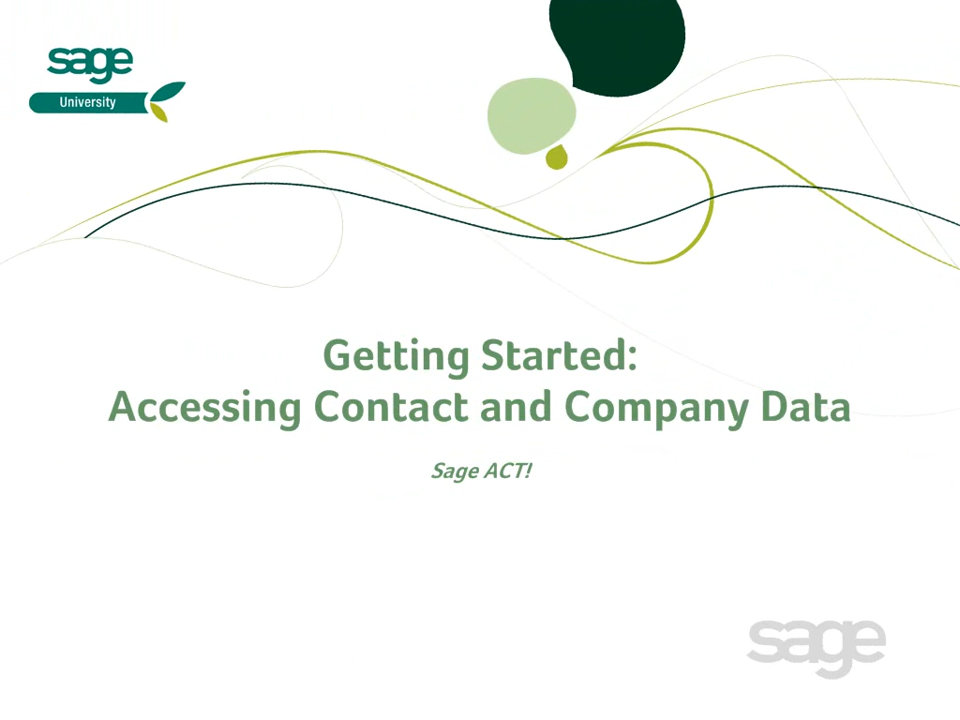 sage
University
Getting Started:
Accessing Contact and Company Data
Sage ACT!
sage